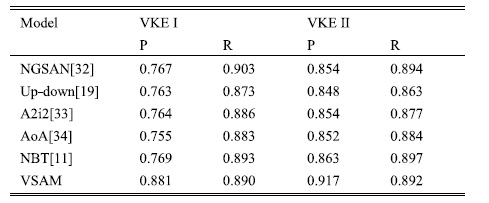 Model VKE I VKE II
P R P R
NGSAN[32] 0.767 0.903 0.854 0.894
Up-down[19] 0.763 0.873 0.848 0.863
A2i2[33] 0.764 0.886 0.854 0.877
AoA[34] 0.755 0.883 0.852 0.884
NBT[11] 0.769 0.893 0.863 0.897
VSAM 0.881 0.890 0.917 0.892